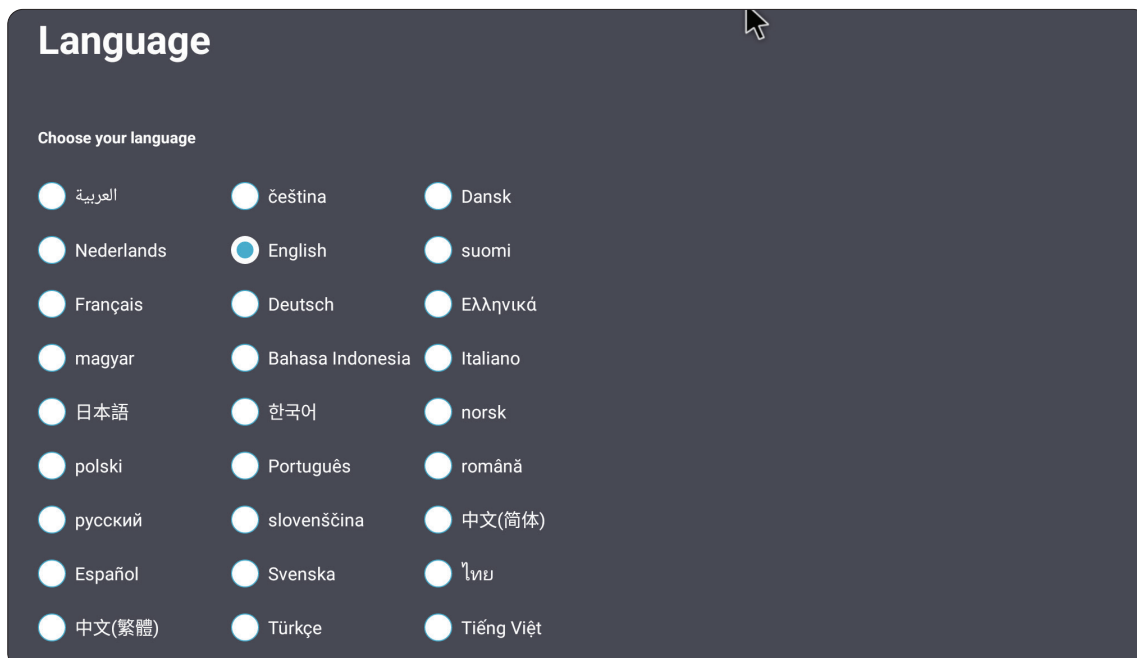 Language
Choose your language
العربية
čeština
Dansk
Nederlands
English
suomi
Français
Deutsch
Ελληνικά
magyar
Bahasa Indonesia
Italiano
日本語
한국어
norsk
polski
Português
română
русский
slovenščina
中文(简体)
Español
Svenska
ไทย
中文(繁體)
Türkçe
Tiếng Việt